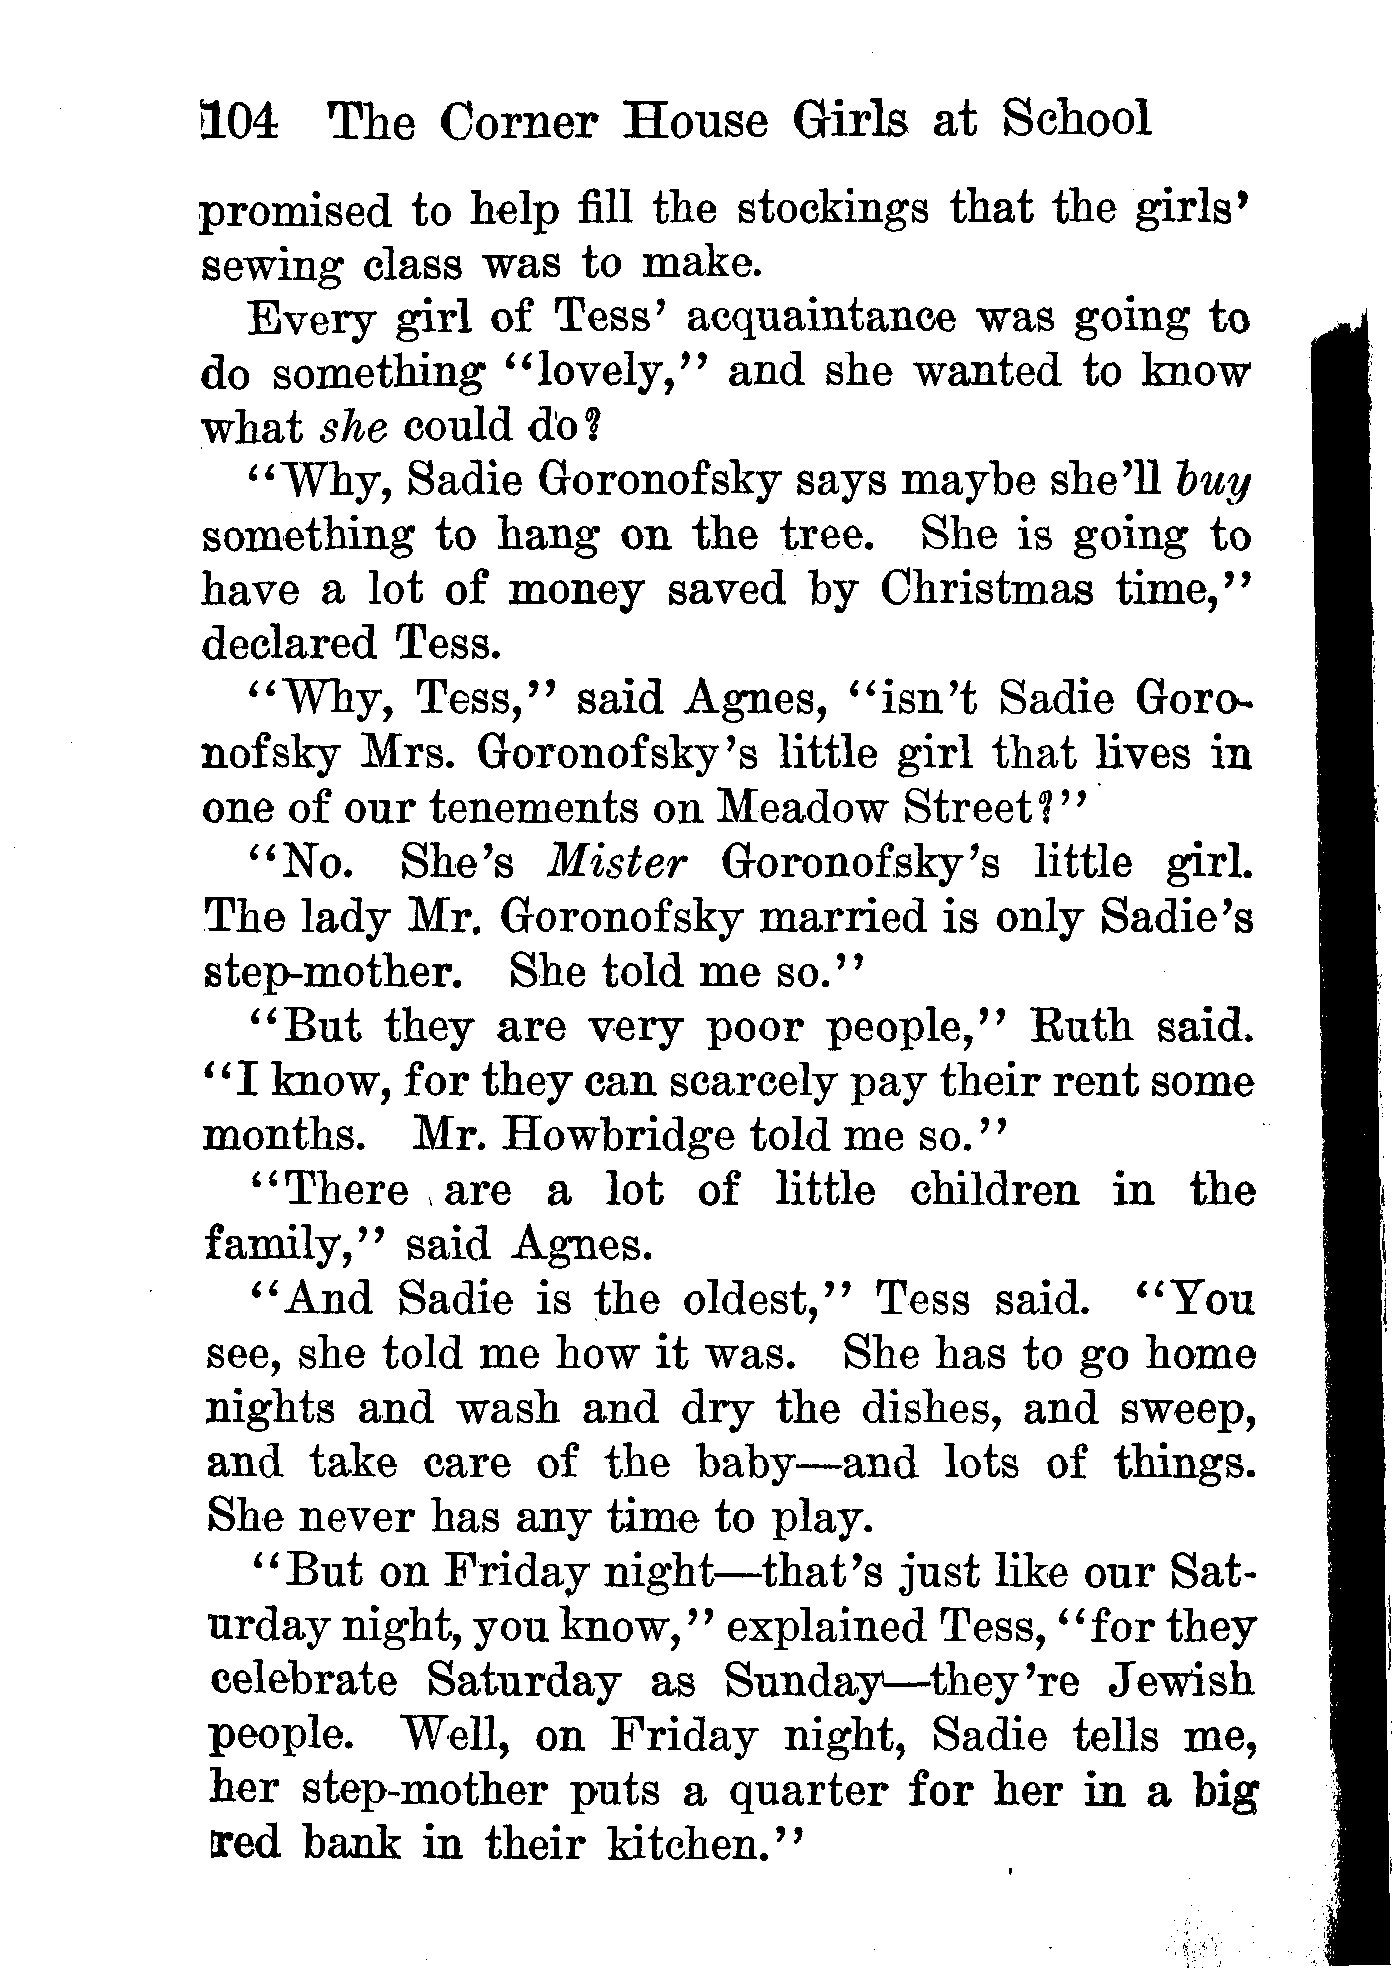 104 The Corner House Girls at School
promised to help fill the stockings that the girls'
sewing class was to make.
Every girl of Tess' acquaintance was going to
do something "lovely," and she wanted to know
what she could do?
"Why, Sadie Goronofsky says maybe she'll buy
something to hang on the tree. She is going to
have a lot of money saved by Christmas time,"
declared Tess.
"Why, Tess," said Agnes, "isn't Sadie Goro-
nofsky Mrs. Goronofsky's little girl that lives in
one of our tenements on Meadow Street?"
"No. She's Mister Goronofsky's little girl.
The lady Mr. Goronofsky married is only Sadie's
step-mother. She told me so."
"But they are very poor people," Ruth said.
"I know, for they can scarcely pay their rent some
months. Mr. Howbridge told me so."
"There are a lot of little children in the
family," said Agnes.
"And Sadie is the oldest," Tess said. "You
see, she told me how it was. She has to go home
nights and wash and dry the dishes, and sweep,
and take care of the baby—and lots of things.
She never has any time to play.
"But on Friday night—that's just like our Sat-
urday night, you know," explained Tess, "for they
celebrate Saturday as Sunday—they're Jewish
people. Well, on Friday night, Sadie tells me,
her step-mother puts a quarter for her in a big
red bank in their kitchen."